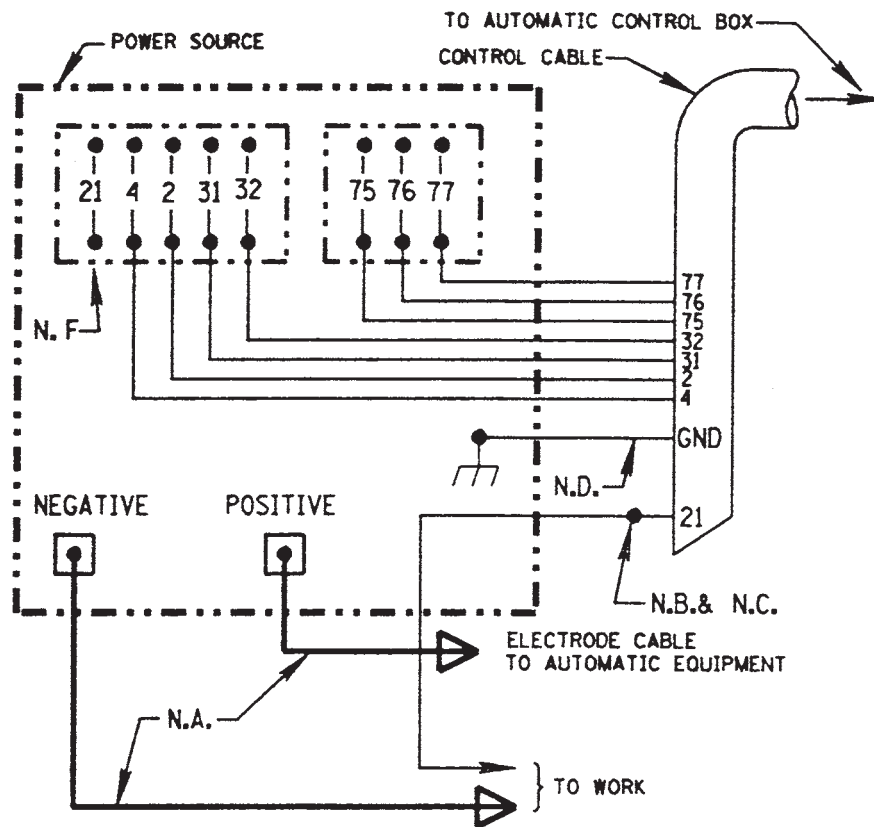 TO AUTOMATIC CONTROL BOX
POWER SOURCE
CONTROL CABLE
21 4 2 31 32 75 76 77
77
76
75
N. F
32
31
2
4
GND
N.D.
NEGATIVE POSITIVE
21
N.B.& N.C.
ELECTRODE CABLE
TO AUTOMATIC EQUIPMENT
N.A.
TO WORK